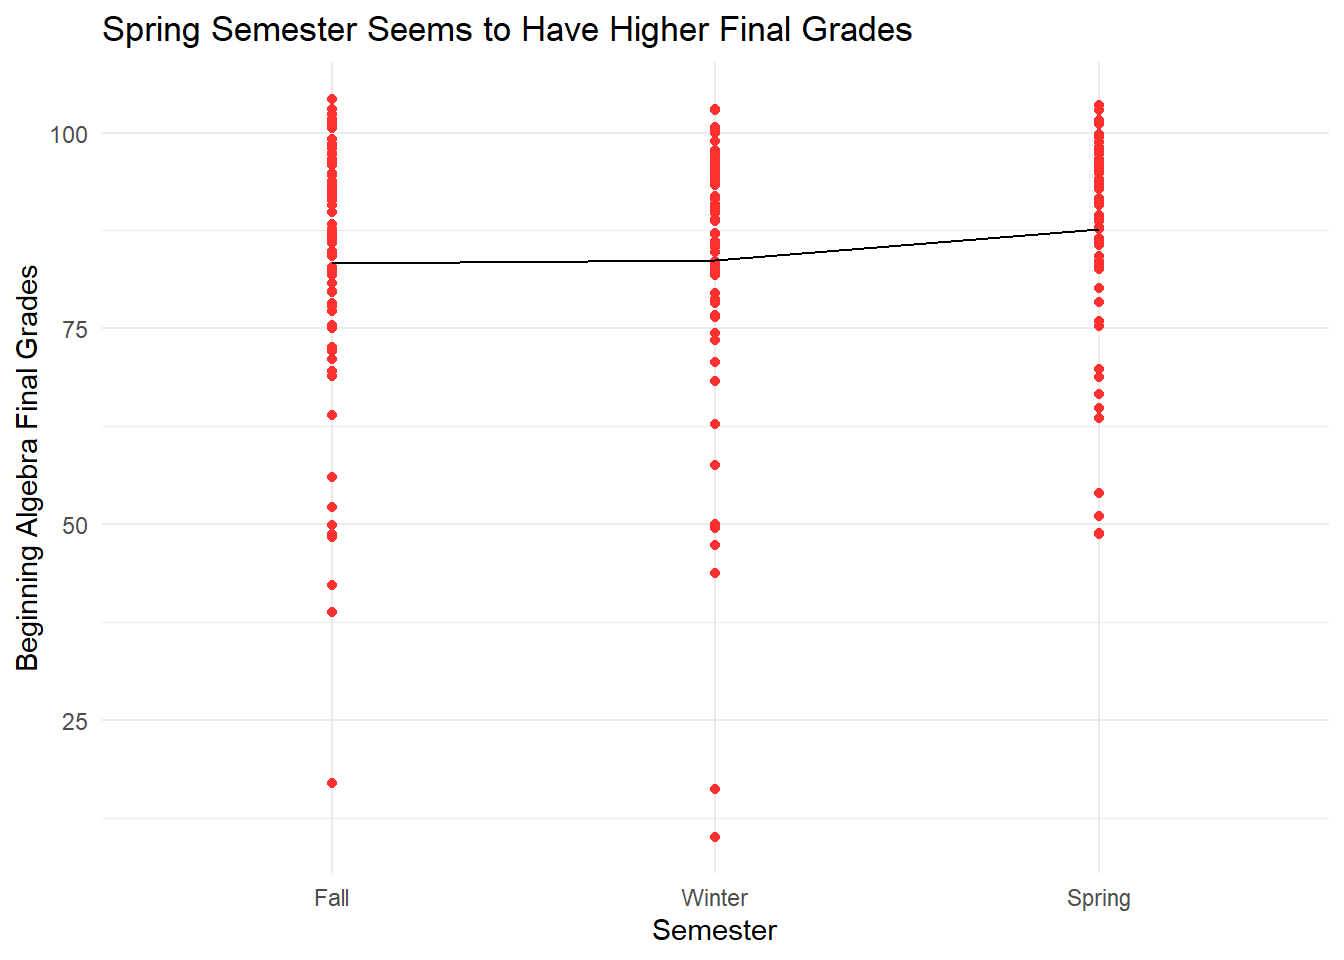 Spring Semester Seems to Have Higher Final Grades
Beginning Algebra Final Grades
100
75
50
25
Fall
Winter
Spring
Semester